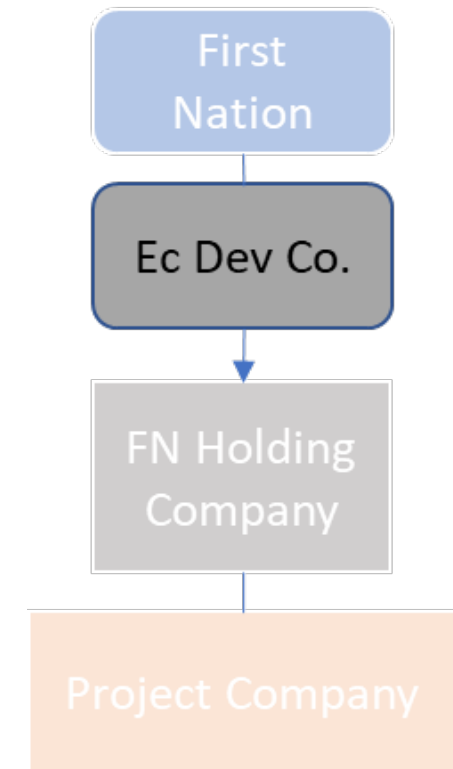 First
Nation
Ec Dev Co.
FN Holding
Company
Project Company